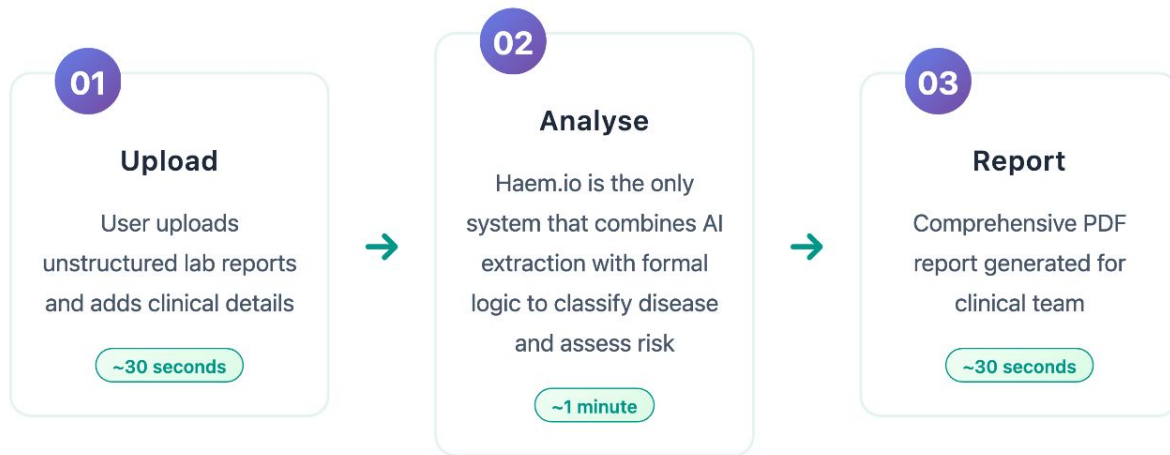 01
Upload
User uploads
unstructured lab reports
and adds clinical details
~30 seconds
02
Analyse
Haem.io is the only
system that combines AI
extraction with formal
logic to classify disease
and assess risk
~1 minute
03
Report
Comprehensive PDF
report generated for
clinical team
~30 seconds